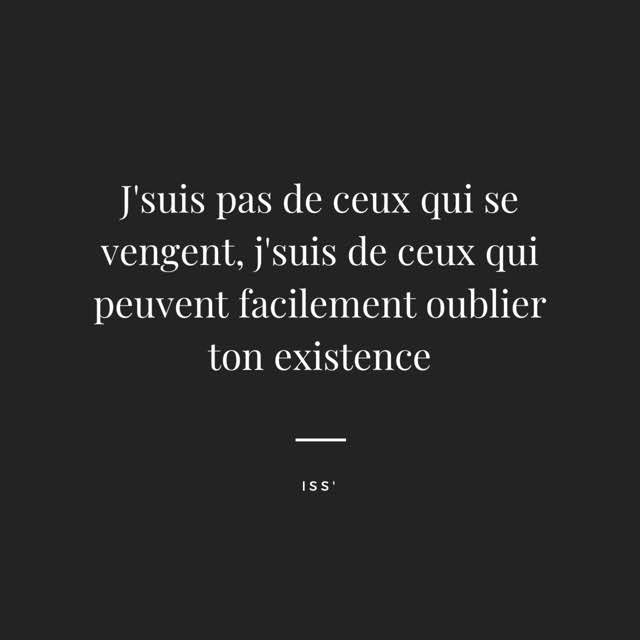 J'suis pas de ceux qui se
vengent, j'suis de ceux qui
peuvent facilement oublier
ton existence
ISS'